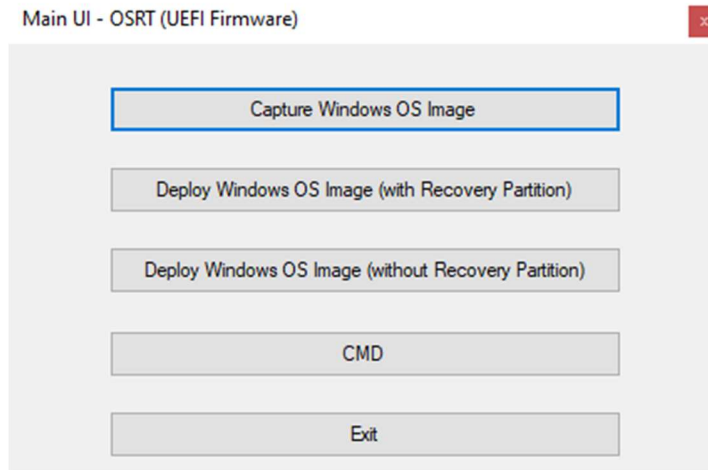 Main UI - OSRT (UEFI Firmware)
x
Capture Windows OS Image
Deploy Windows OS Image (with Recovery Partition)
Deploy Windows OS Image (without Recovery Partition)
CMD
Exit